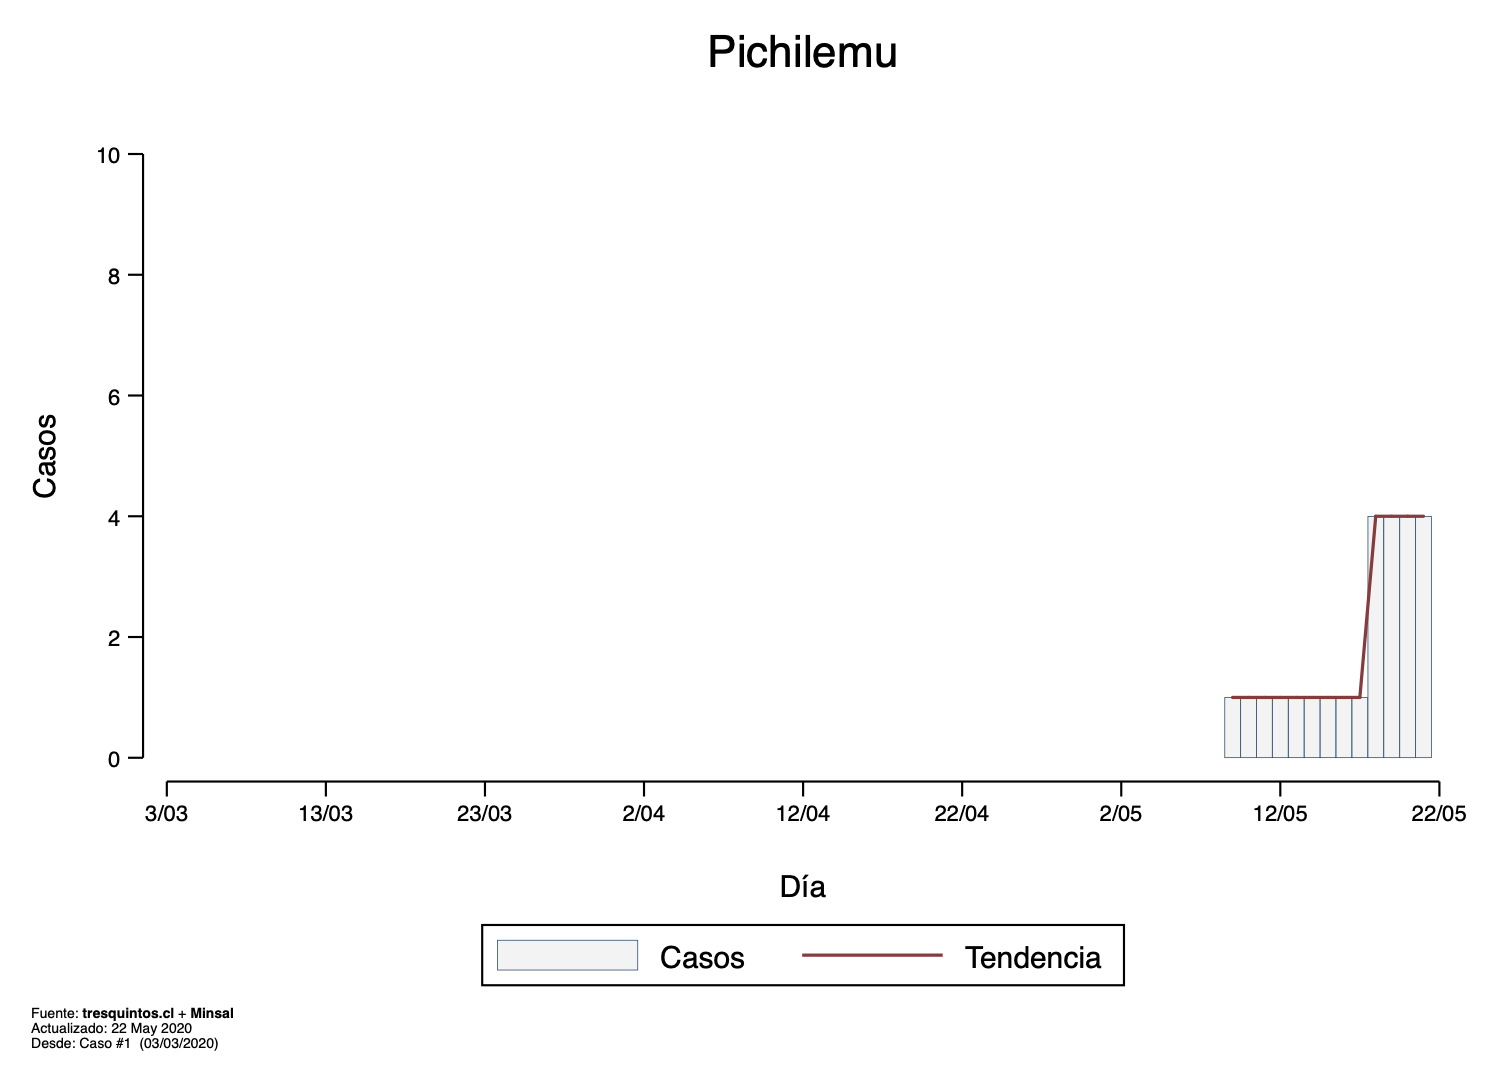 Pichilemu
10
8
6
4
2
0
Casos
3/03 13/03 23/03 2/04 12/04 22/04 2/05 12/05 22/05
Día
Casos Tendencia
Fuente: tresquintos.cl + Minsal
Actualizado: 22 May 2020
Desde: Caso #1 (03/03/2020)